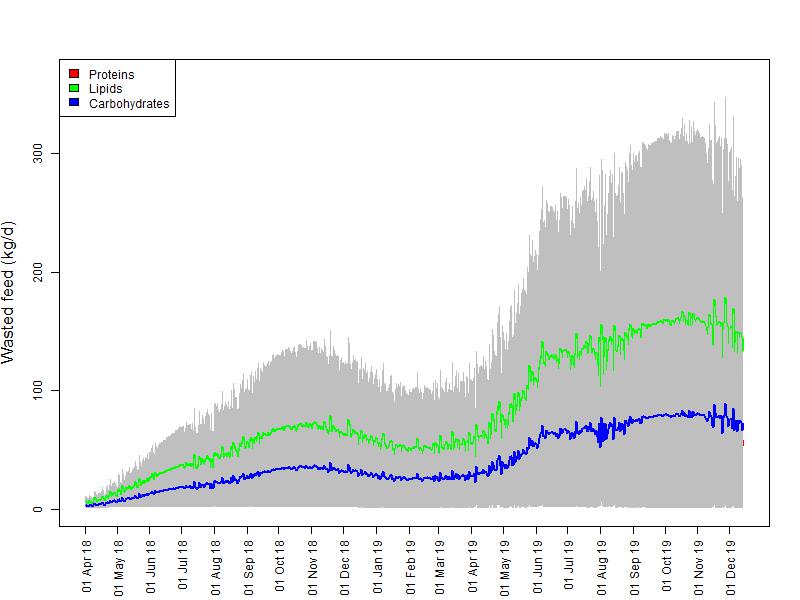 Proteins
Lipids
Carbohydrates
Wasted feed (kg/d)
300
200
100
0
01 Apr 18
01 May 18
01 Jun 18
01 Jul 18
01 Aug 18
01 Sep 18
01 Oct 18
01 Nov 18
01 Dec 18
01 Jan 19
01 Feb 19
01 Mar 19
01 Apr 19
01 May 19
01 Jun 19
01 Jul 19
01 Aug 19
01 Sep 19
01 Oct 19
01 Nov 19
01 Dec 19